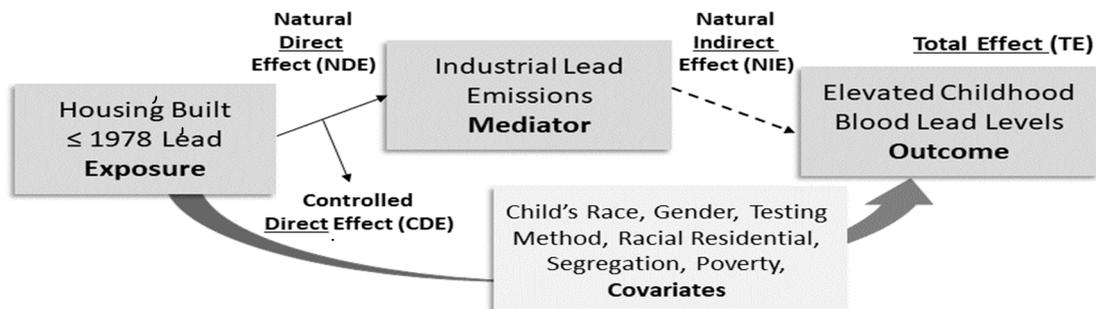 Natural
Direct
Effect (NDE)
Natural
Indirect
Effect (NIE)
Total Effect (TE)
Housing Built
≤ 1978 Lead
Exposure
Industrial Lead
Emissions
Mediator
Elevated Childhood
Blood Lead Levels
Outcome
Controlled
Direct Effect (CDE)
Child's Race, Gender, Testing
Method, Racial Residential,
Segregation, Poverty,
Covariates